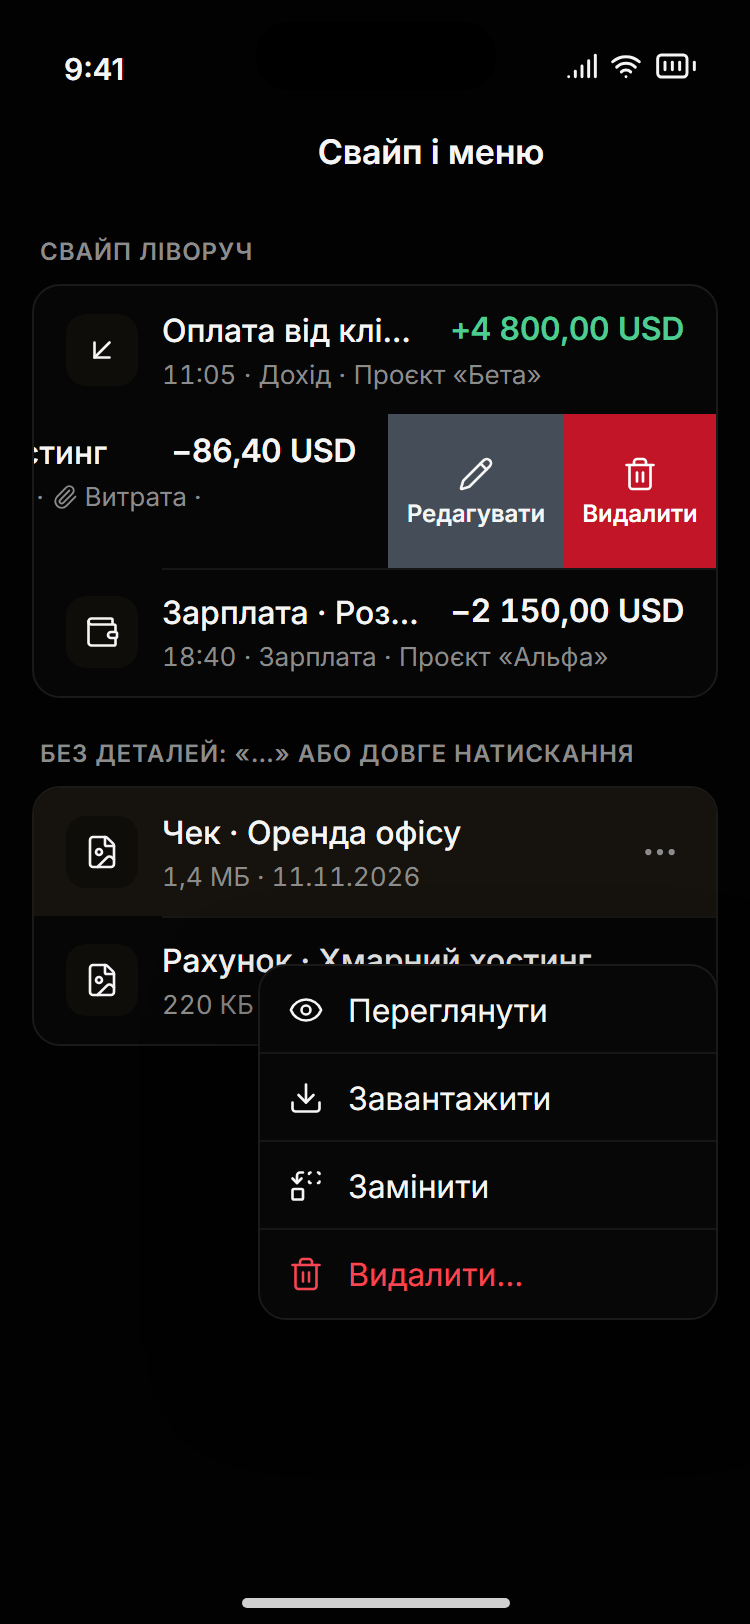 9:41
Свайп і меню
СВАЙП ЛІВОРУЧ
Оплата від клі... +4 800,00 USD
11:05 · Дохід · Проєкт «Бета»
стинг −86,40 USD
· Витрата ·
Редагувати Видалити
Зарплата · Роз... −2 150,00 USD
18:40 · Зарплата · Проєкт «Альфа»
БЕЗ ДЕТАЛЕЙ: «...» АБО ДОВГЕ НАТИСКАННЯ
Чек · Оренда офісу
1,4 МБ · 11.11.2026
Рахунок · Хмарний хостинг
220 КБ
Переглянути
Завантажити
Замінити
Видалити...